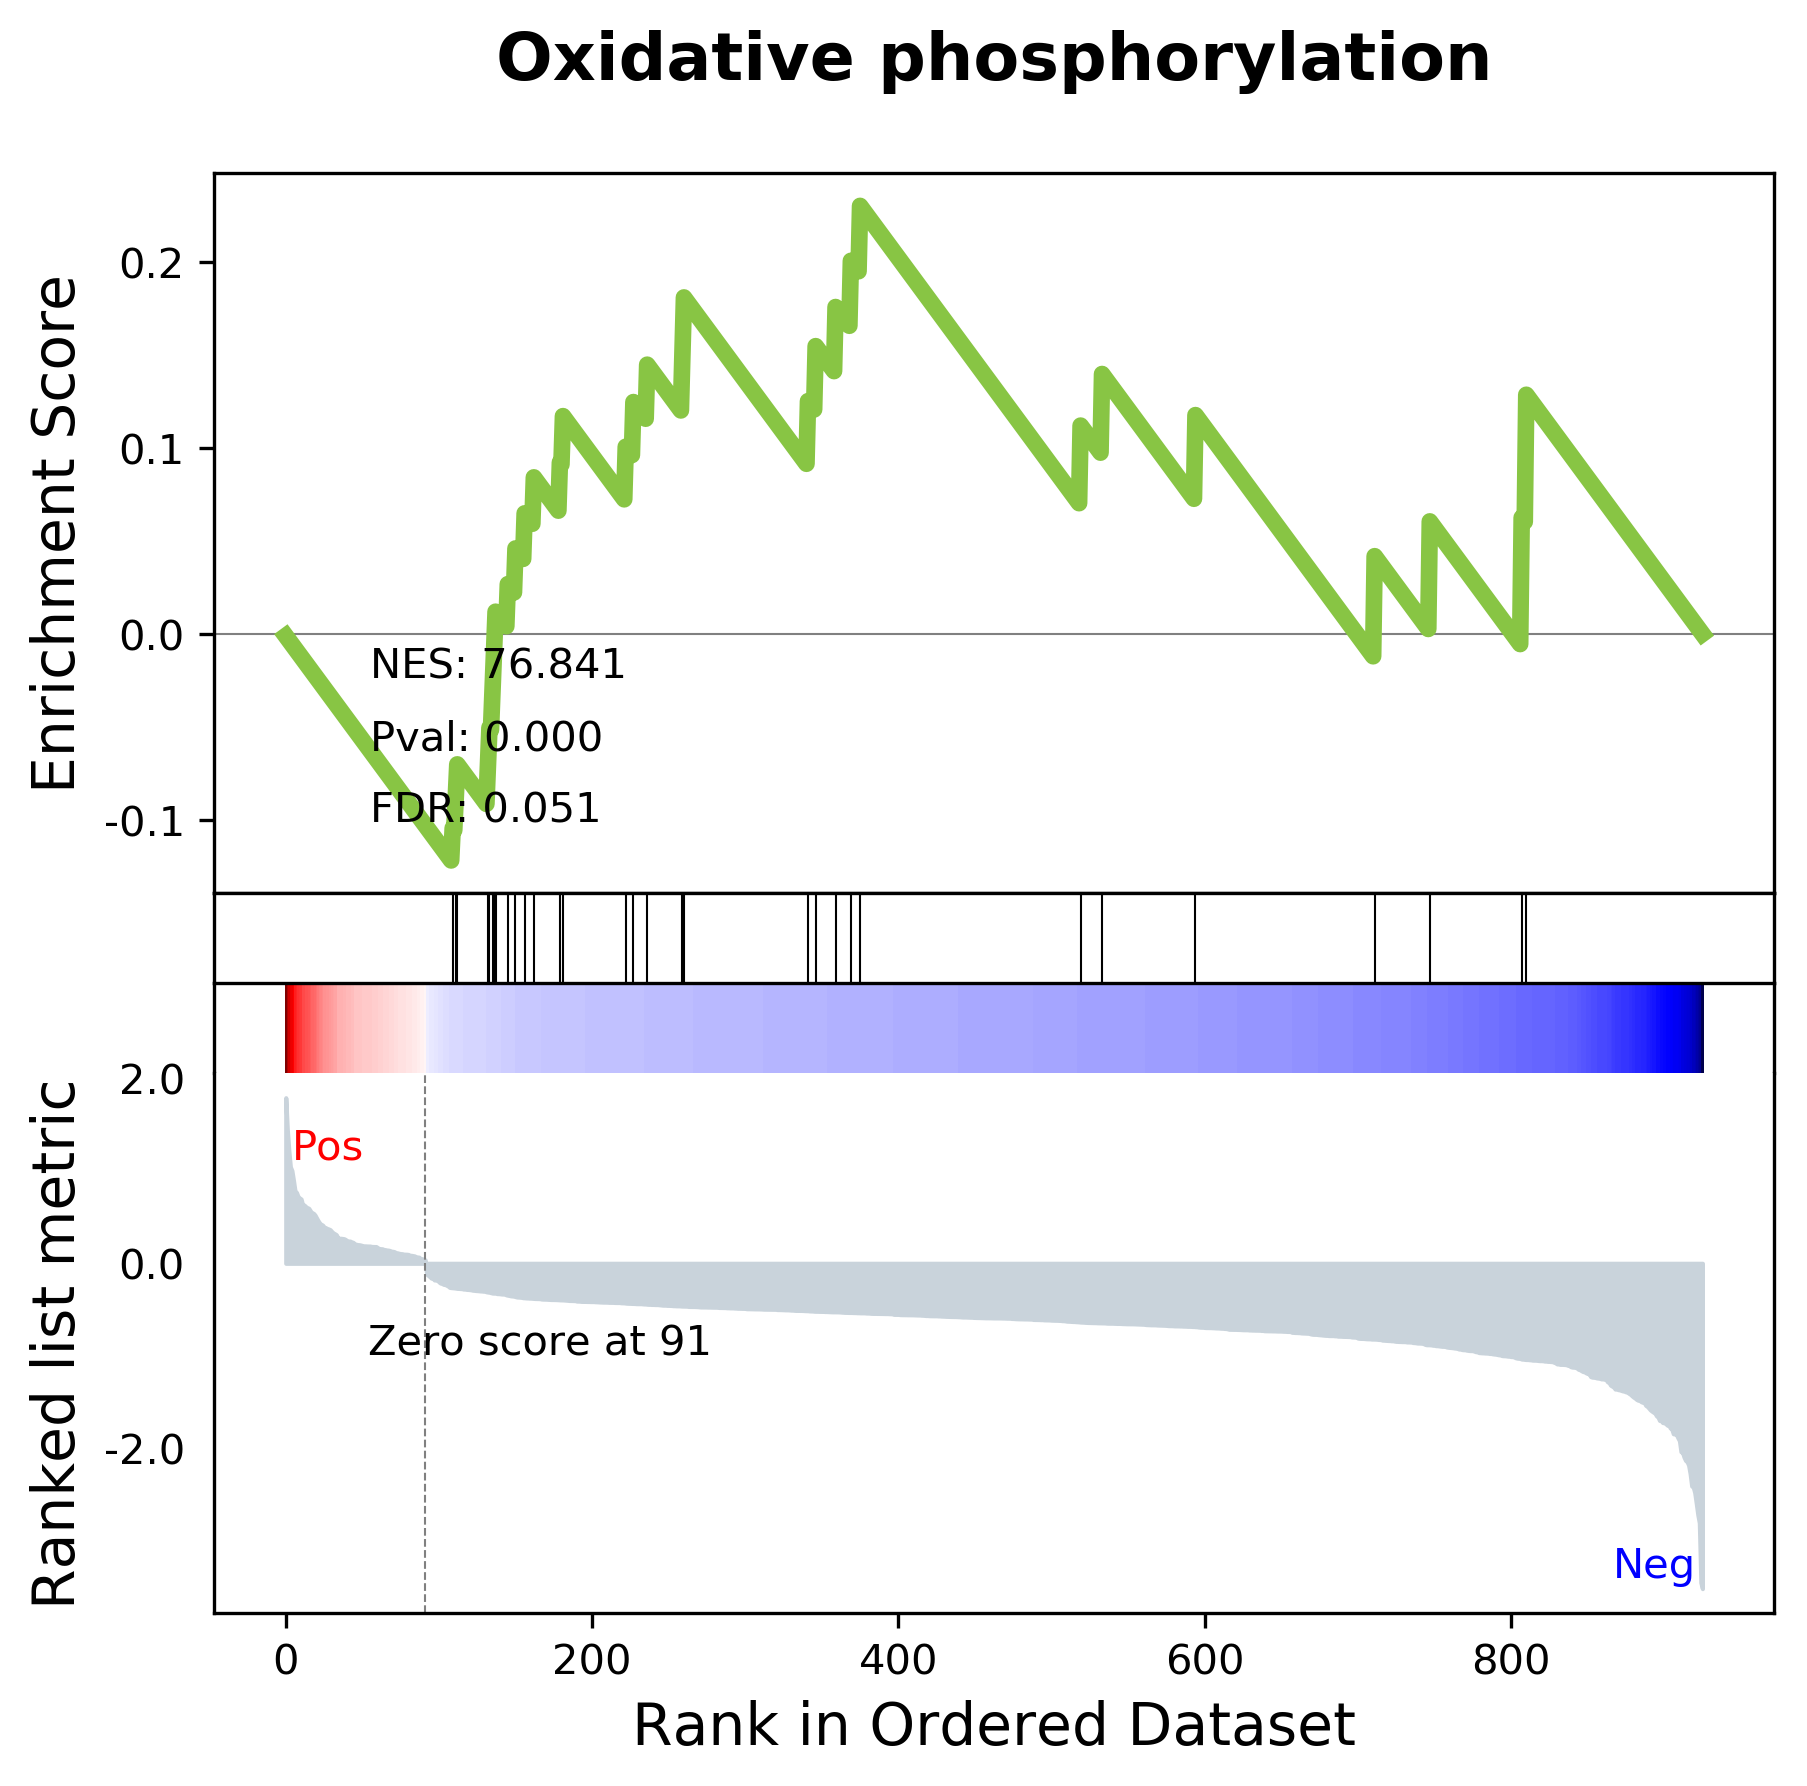 Oxidative phosphorylation
Enrichment Score
0.2
0.1
0.0
-0.1
NES: 76.841
Pval: 0.000
FDR: 0.051
Ranked list metric
2.0
0.0
-2.0
Pos
Zero score at 91
Neg
0 200 400 600 800
Rank in Ordered Dataset